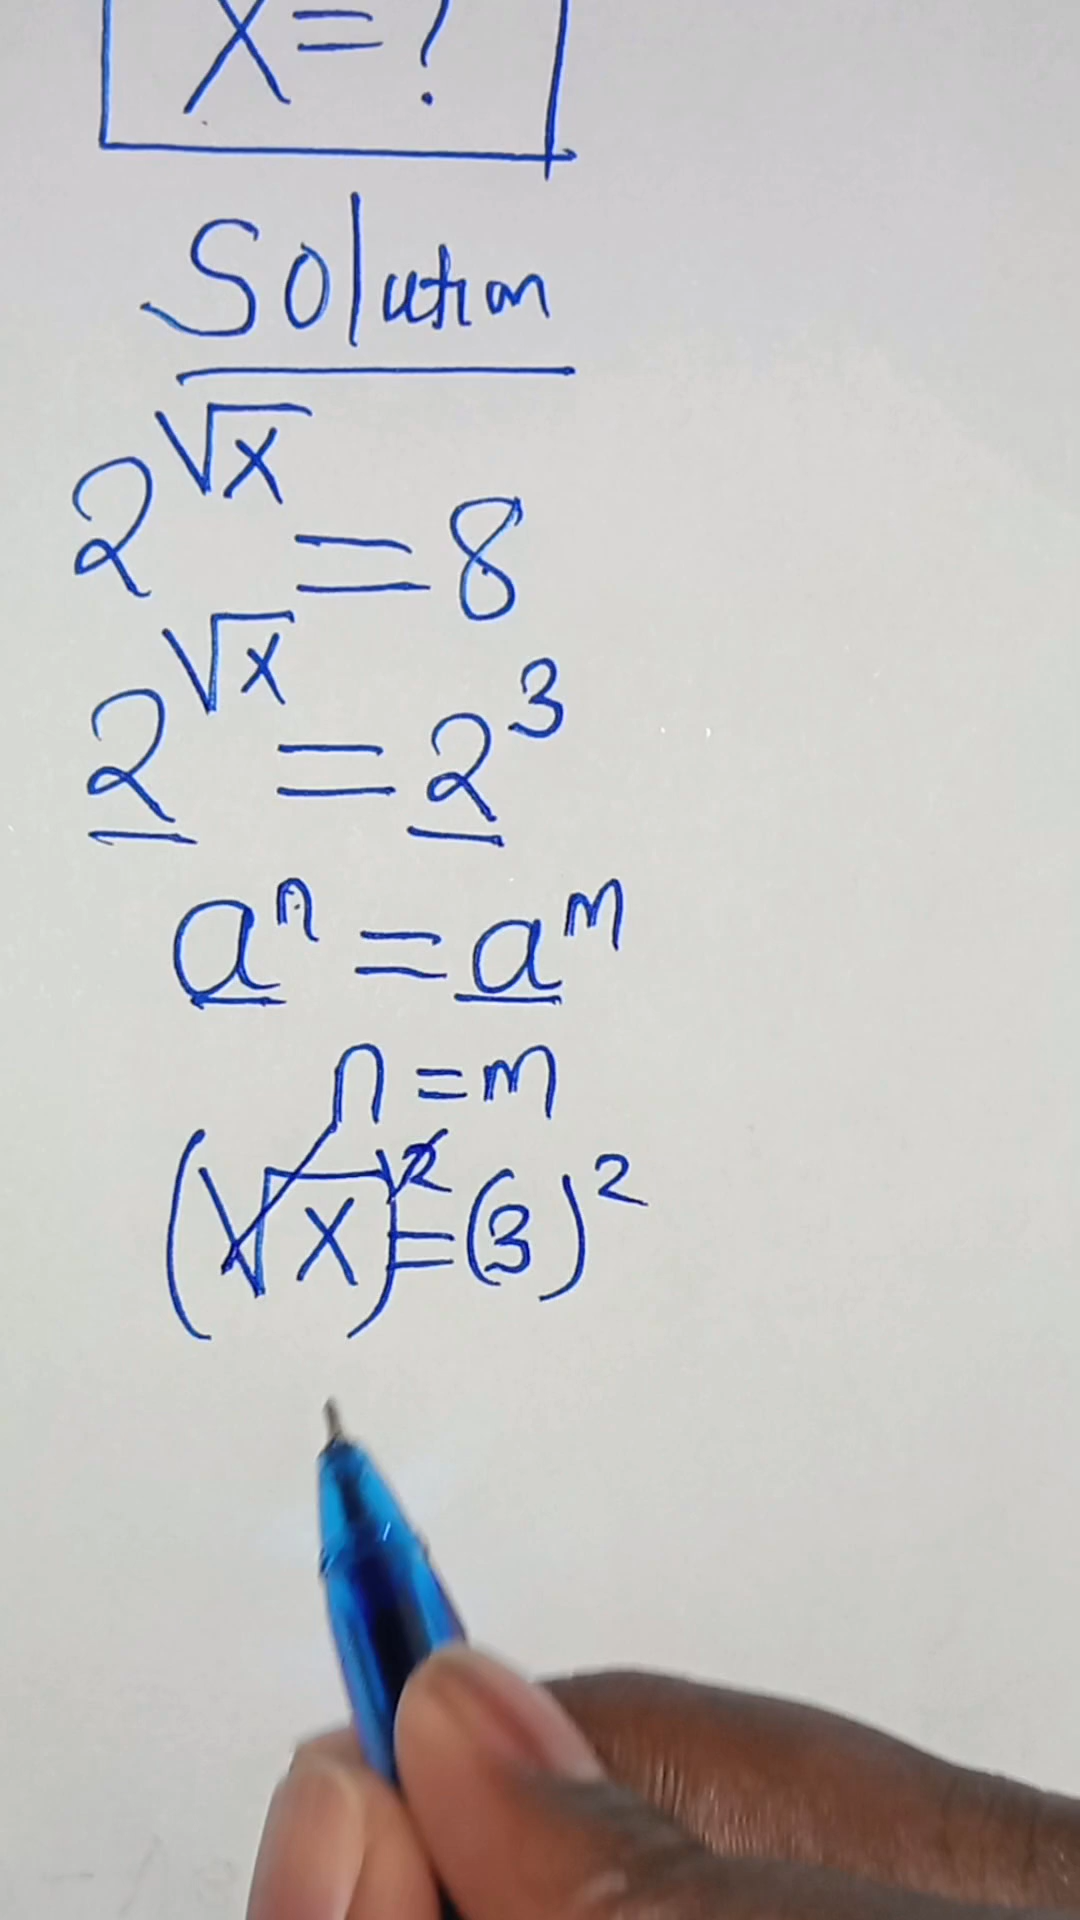 X=?
Solution
2^√x = 8
2^√x = 2^3
a^n = a^m
n = m
(√x)^2 = (3)^2